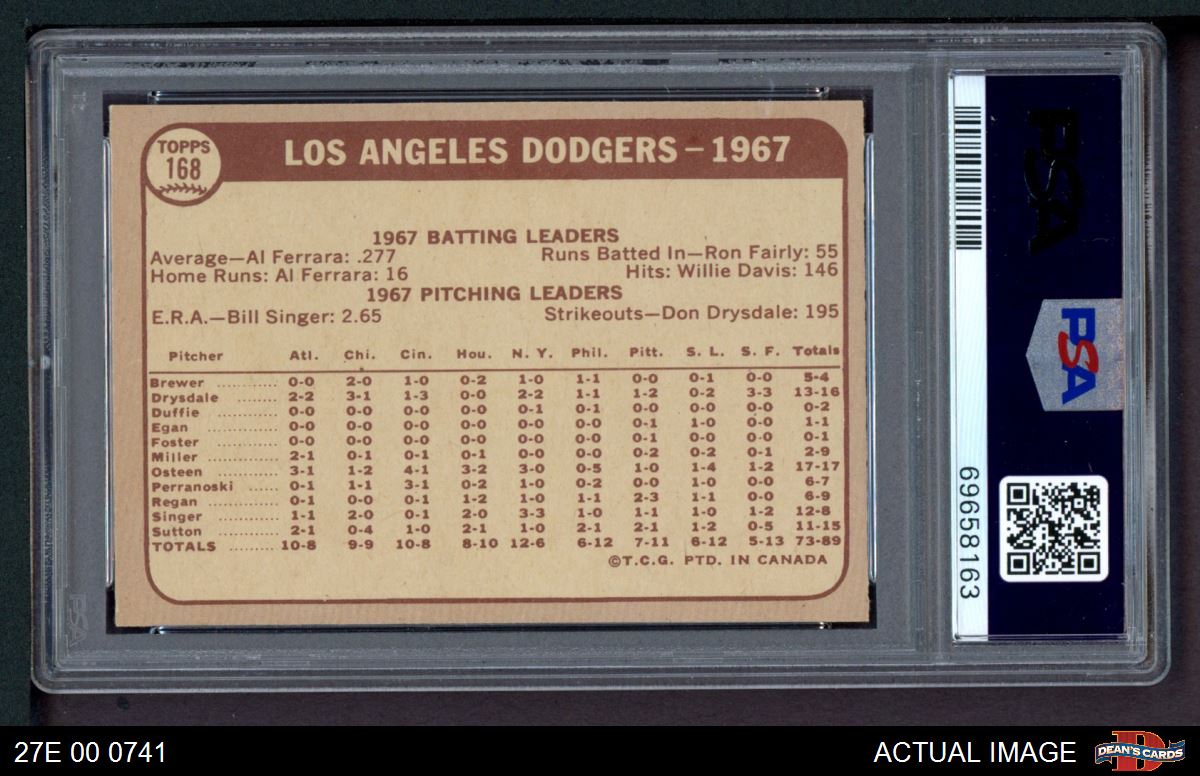 TOPPS
168
LOS ANGELES DODGERS – 1967
1967 BATTING LEADERS
Average—Al Ferrara: .277 Runs Batted In—Ron Fairly: 55
Home Runs: Al Ferrara: 16 Hits: Willie Davis: 146
1967 PITCHING LEADERS
E.R.A.—Bill Singer: 2.65 Strikeouts—Don Drysdale: 195
Pitcher Atl. Chi. Cin. Hou. N. Y. Phil. Pitt. S. L. S. F. Totals
Brewer .......... 0-0 2-0 1-0 0-2 1-0 1-1 0-0 0-1 0-0 5-4
Drysdale ....... 2-2 3-1 1-3 0-0 2-2 1-1 1-2 0-2 3-3 13-16
Duffie .......... 0-0 0-0 0-0 0-0 0-1 0-1 0-0 0-0 0-0 0-2
Egan ............ 0-0 0-0 0-0 0-0 0-0 0-0 0-1 1-0 0-0 1-1
Foster .......... 0-0 0-0 0-0 0-0 0-0 0-0 0-1 0-0 0-0 0-1
Miller .......... 2-1 0-1 0-1 0-1 0-0 0-0 0-2 0-2 0-1 2-9
Osteen .......... 3-1 1-2 4-1 3-2 3-0 0-5 1-0 1-4 1-2 17-17
Perranoski ..... 0-1 1-1 3-1 0-2 1-0 0-2 0-0 1-0 0-0 6-7
Regan ........... 0-1 0-0 0-1 1-2 1-0 1-1 2-3 1-1 0-0 6-9
Singer .......... 1-1 2-0 0-1 2-0 3-3 1-0 1-1 1-0 1-2 12-8
Sutton .......... 2-1 0-4 1-0 2-1 1-0 2-1 2-1 1-2 0-5 11-15
TOTALS ......... 10-8 9-9 10-8 8-10 12-6 6-12 7-11 6-12 5-13 73-89
©T.C.G. PTD. IN CANADA
PSA
PSA
69658163
PSA
27E 00 0741
ACTUAL IMAGE
DEAN'S CARDS